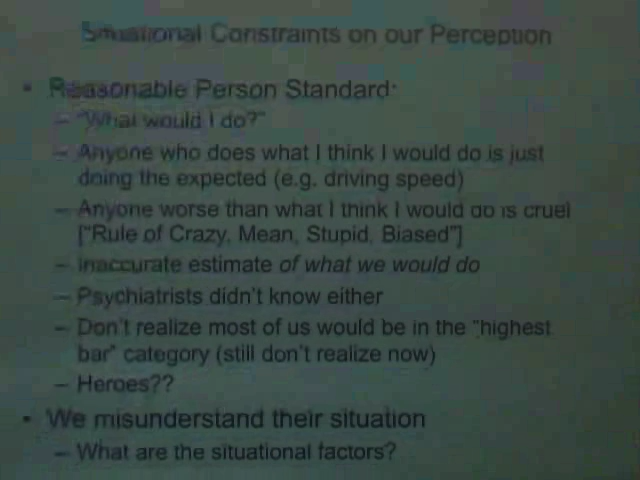 Situational Constraints on our Perception
• Reasonable Person Standard:
– "What would I do?"
– Anyone who does what I think I would do is just
doing the expected (e.g. driving speed)
– Anyone worse than what I think I would do is cruel
["Rule of Crazy, Mean, Stupid, Biased"]
– Inaccurate estimate of what we would do
– Psychiatrists didn't know either
– Don't realize most of us would be in the "highest
bar" category (still don't realize now)
– Heroes??
• We misunderstand their situation
– What are the situational factors?